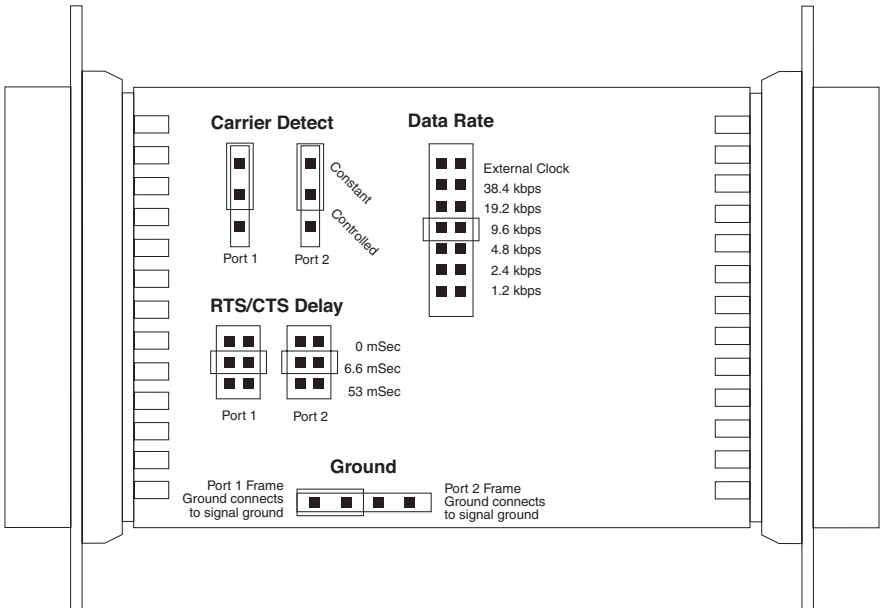 Carrier Detect
Data Rate
Constant
Controlled
Port 1
Port 2
External Clock
38.4 kbps
19.2 kbps
9.6 kbps
4.8 kbps
2.4 kbps
1.2 kbps
RTS/CTS Delay
0 mSec
6.6 mSec
53 mSec
Port 1
Port 2
Ground
Port 1 Frame
Ground connects
to signal ground
Port 2 Frame
Ground connects
to signal ground